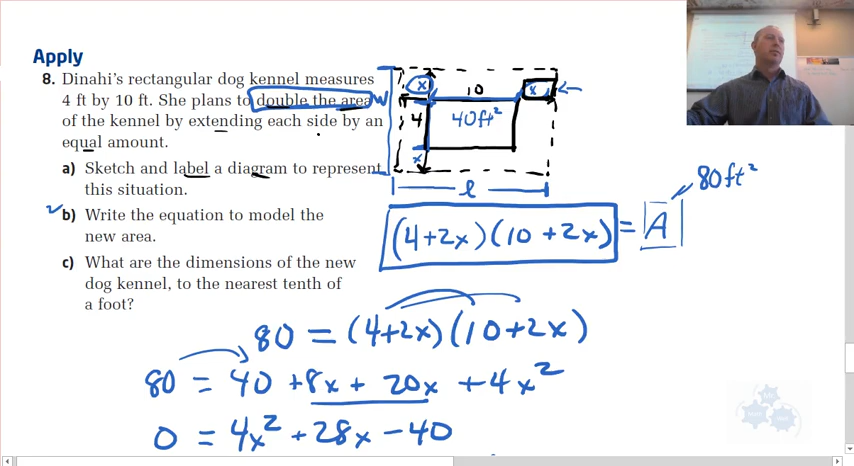 Apply
8. Dinahi's rectangular dog kennel measures
4 ft by 10 ft. She plans to double the area
of the kennel by extending each side by an
equal amount.
a) Sketch and label a diagram to represent
this situation.
b) Write the equation to model the
new area.
c) What are the dimensions of the new
dog kennel, to the nearest tenth of
a foot?
x 10 x
w 4 40ft²
x
l
80ft²
(4+2x)(10+2x) = A
80 = (4+2x)(10+2x)
80 = 40 +8x + 20x +4x²
0 = 4x² +28x -40